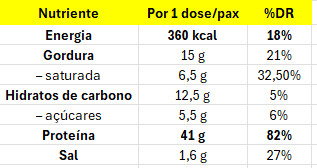 Nutriente Por 1 dose/pax %DR
Energia 360 kcal 18%
Gordura 15 g 21%
– saturada 6,5 g 32,50%
Hidratos de carbono 12,5 g 5%
– açúcares 5,5 g 6%
Proteína 41 g 82%
Sal 1,6 g 27%